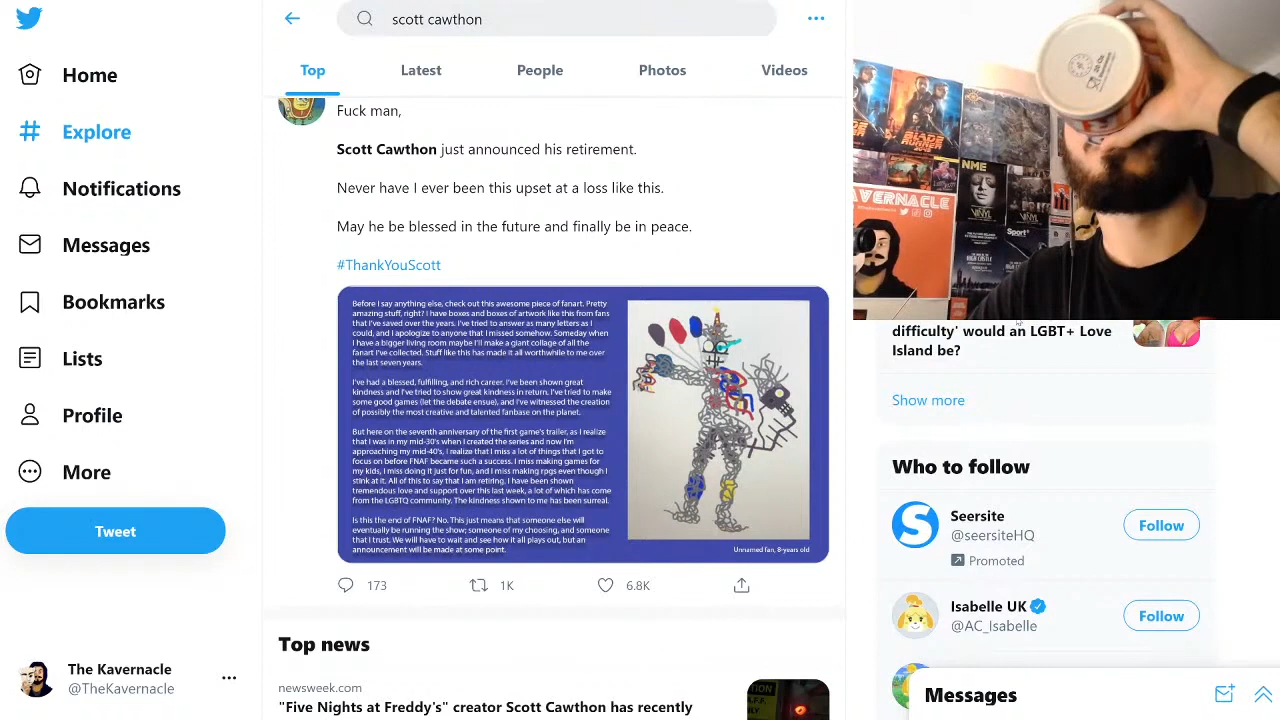 scott cawthon
Home
Top
Latest
People
Photos
Videos
Explore
Fuck man,
Scott Cawthon just announced his retirement.
Notifications
Never have I ever been this upset at a loss like this.
Messages
May he be blessed in the future and finally be in peace.
#ThankYouScott
Bookmarks
Before I say anything else, check out this awesome piece of fanart. Pretty
amazing stuff, right? I have boxes and boxes of artwork like this from fans
that I've saved over the years. I've tried to answer as many letters as I
could, and I apologize to anyone that I missed somehow. Someday when
I have a bigger living room maybe I'll make a giant collage of all the
fanart I've collected. Stuff like this has made it all worthwhile to me over
the last seven years.
I've had a blessed, fulfilling, and rich career. I've been shown great
kindness and I've tried to show great kindness in return. I've tried to make
some good games (let the debate ensue), and I've witnessed the creation
of possibly the most creative and talented fanbase on the planet.
But here on the seventh anniversary of the first game's trailer, as I realize
that I was in my mid-30's when I created the series and now I'm
approaching my mid-40's, I realize that I miss a lot of things that I got to
focus on before FNAF became such a success. I miss making games for
my kids, I miss doing it just for fun, and I miss making rpgs even though I
stink at it. All of this to say that I am retiring. I have been shown
tremendous love and support over this last week, a lot of which has come
from the LGBTQ community. The kindness shown to me has been surreal.
Is this the end of FNAF? No. This just means that someone else will
eventually be running the show; someone of my choosing, and someone
that I trust. We will have to wait and see how it all plays out, but an
announcement will be made at some point.
Unnamed fan, 8-years old
Lists
Profile
More
Tweet
173
1K
6.8K
Top news
newsweek.com
"Five Nights at Freddy's" creator Scott Cawthon has recently
The Kavernacle
@TheKavernacle
BLADE
RUNNER
2049
NME
VINYL
Sport
AVERNACLE
difficulty' would an LGBT+ Love
Island be?
Show more
Who to follow
Seersite
@seersiteHQ
Promoted
Follow
Isabelle UK
@AC_Isabelle
Follow
Messages